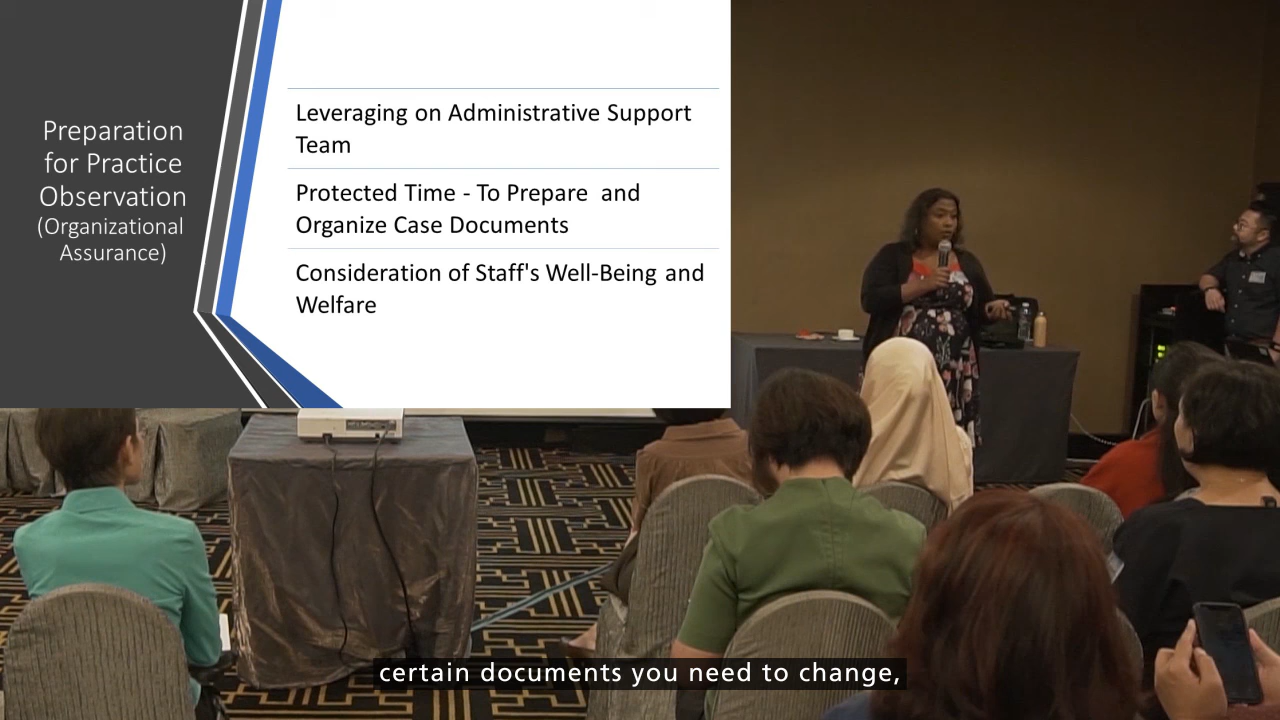 Preparation
for Practice
Observation
(Organizational
Assurance)
Leveraging on Administrative Support
Team
Protected Time - To Prepare and
Organize Case Documents
Consideration of Staff's Well-Being and
Welfare
certain documents you need to change,